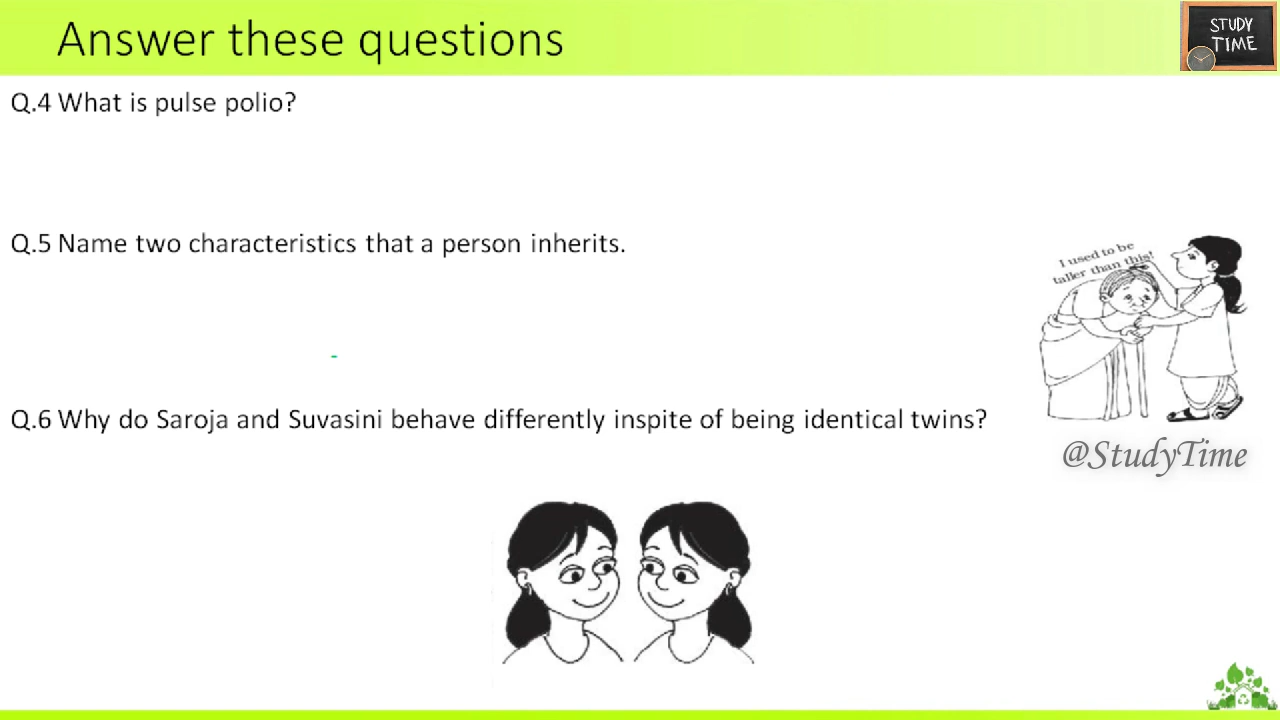 Answer these questions
STUDY
TIME
Q.4 What is pulse polio?
Q.5 Name two characteristics that a person inherits.
I used to be
taller than this!
Q.6 Why do Saroja and Suvasini behave differently inspite of being identical twins?
@StudyTime